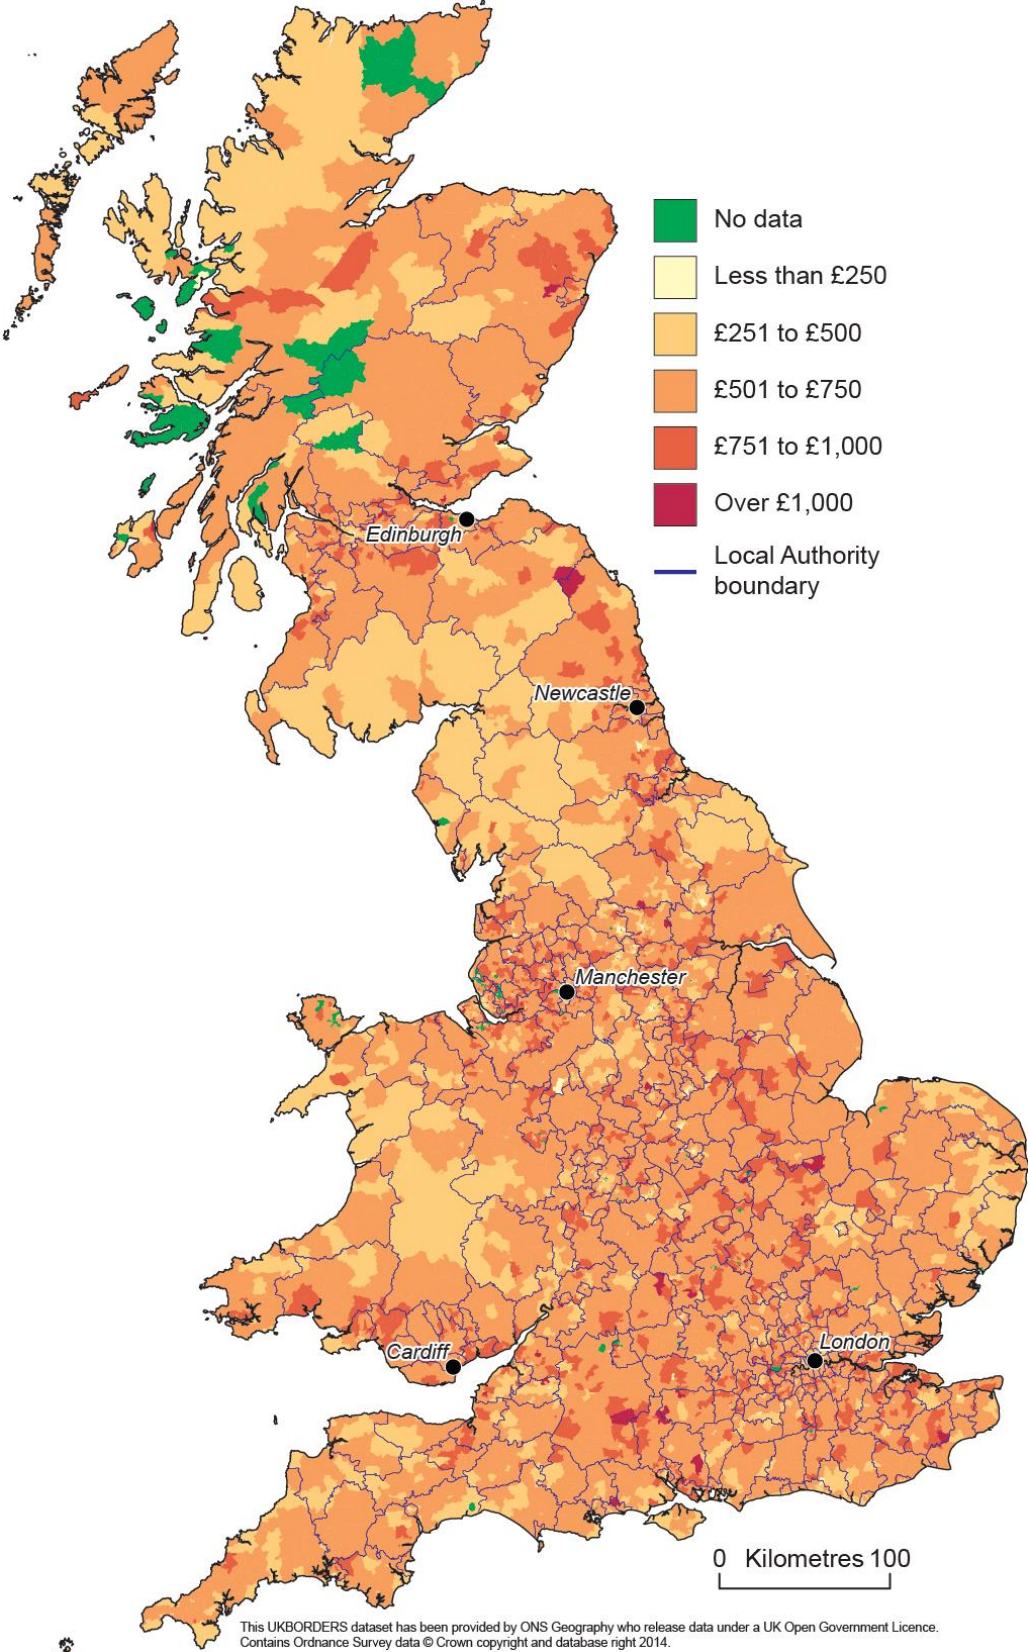 No data
Less than £250
£251 to £500
£501 to £750
£751 to £1,000
Over £1,000
Local Authority
boundary
Edinburgh
Newcastle
Manchester
London
Cardiff
0 Kilometres 100
This UKBORDERS dataset has been provided by ONS Geography who release data under a UK Open Government Licence.
Contains Ordnance Survey data © Crown copyright and database right 2014.